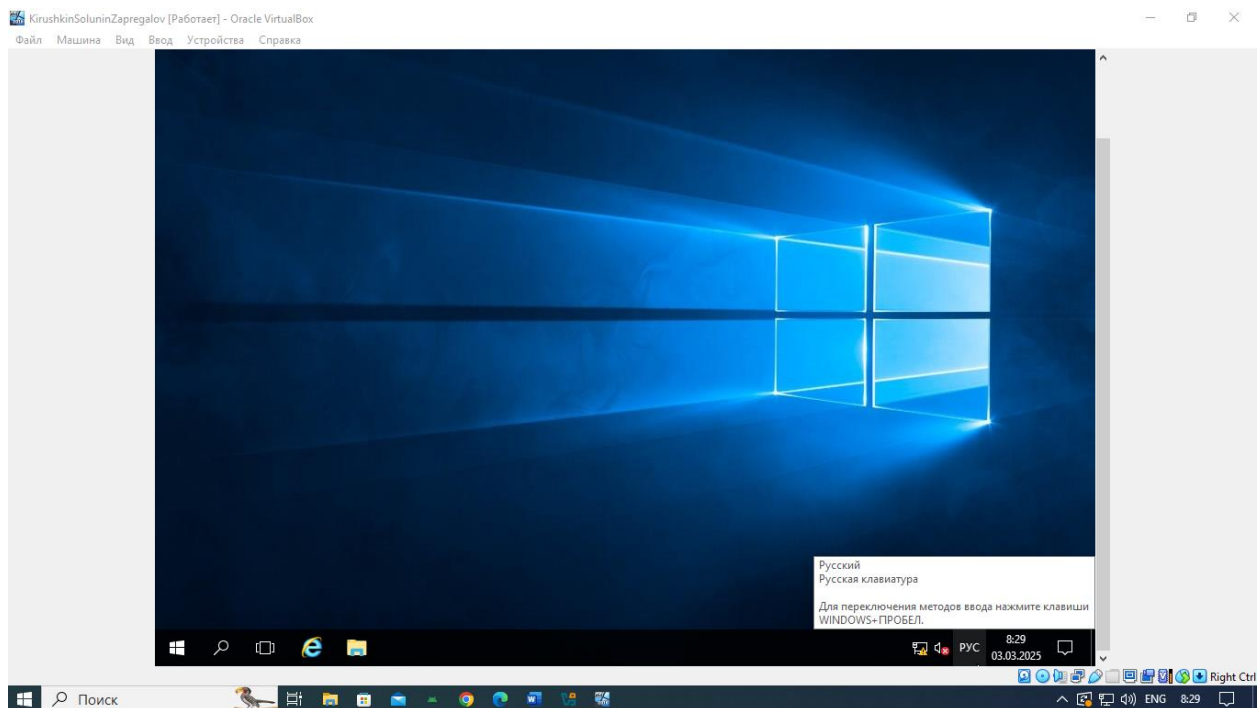 KirushkinSoluninZapregalov [Работает] - Oracle VirtualBox
Файл Машина Вид Ввод Устройства Справка
Русский
Русская клавиатура
Для переключения методов ввода нажмите клавиши
WINDOWS+ПРОБЕЛ.
РУС
8:29
03.03.2025
Right Ctrl
Поиск
ENG 8:29